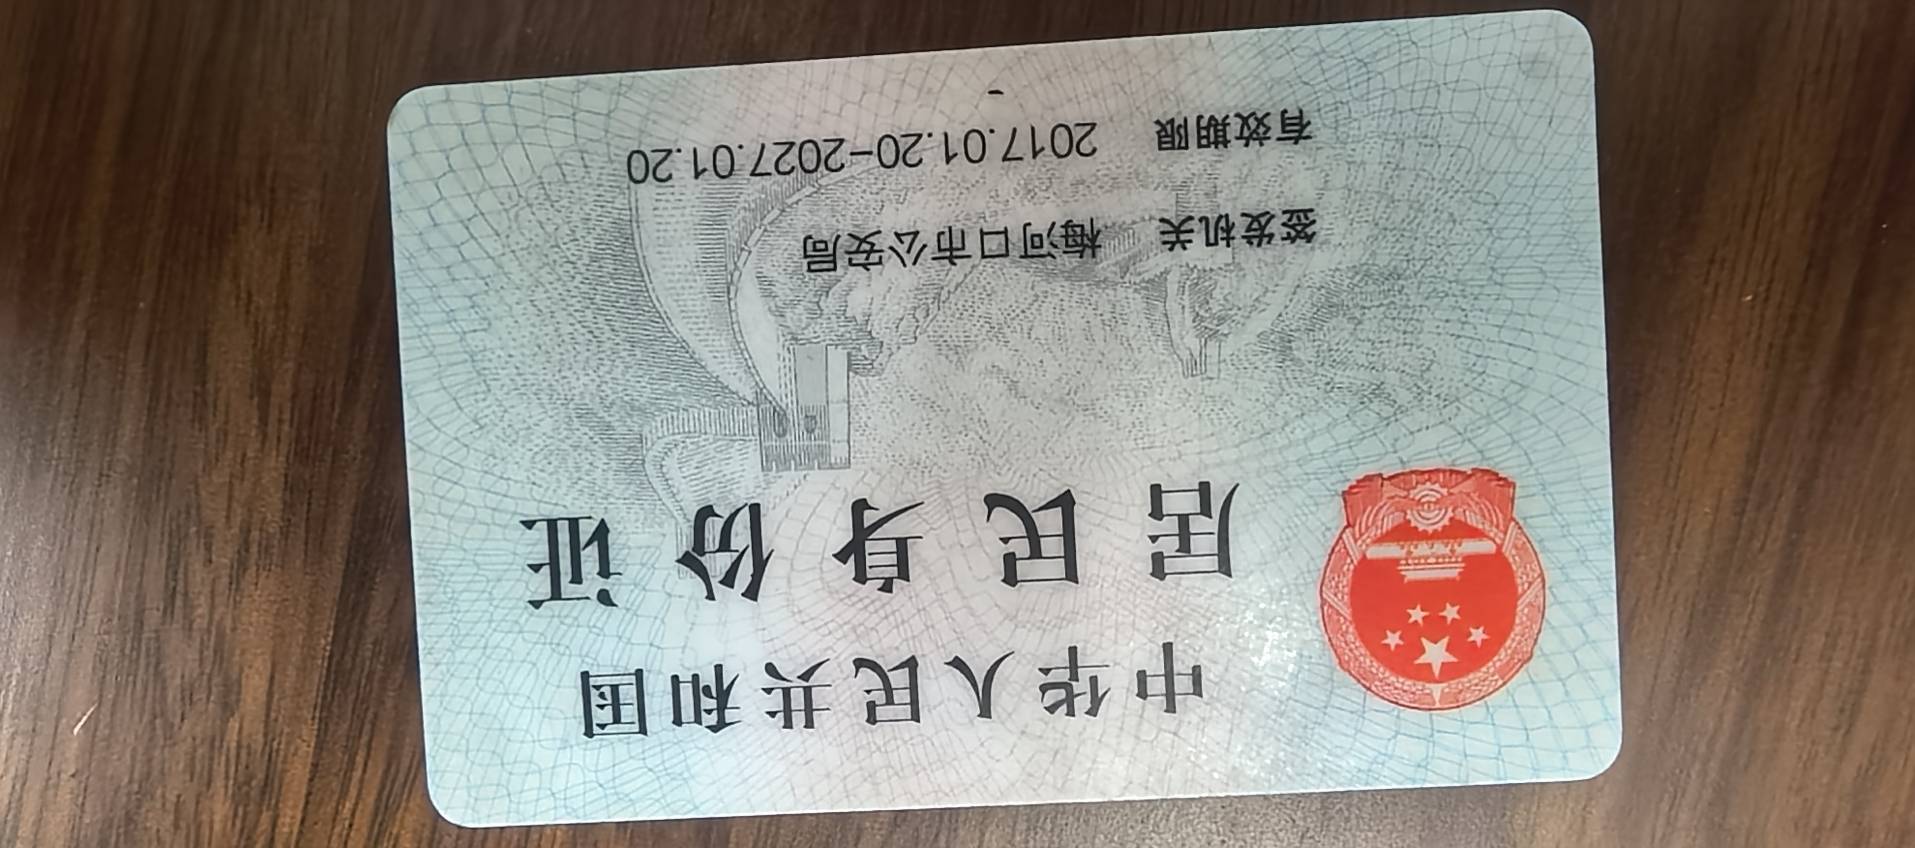 中华人民共和国
居民身份证
签发机关 梅河口市公安局
有效期限 2017.01.20-2027.01.20